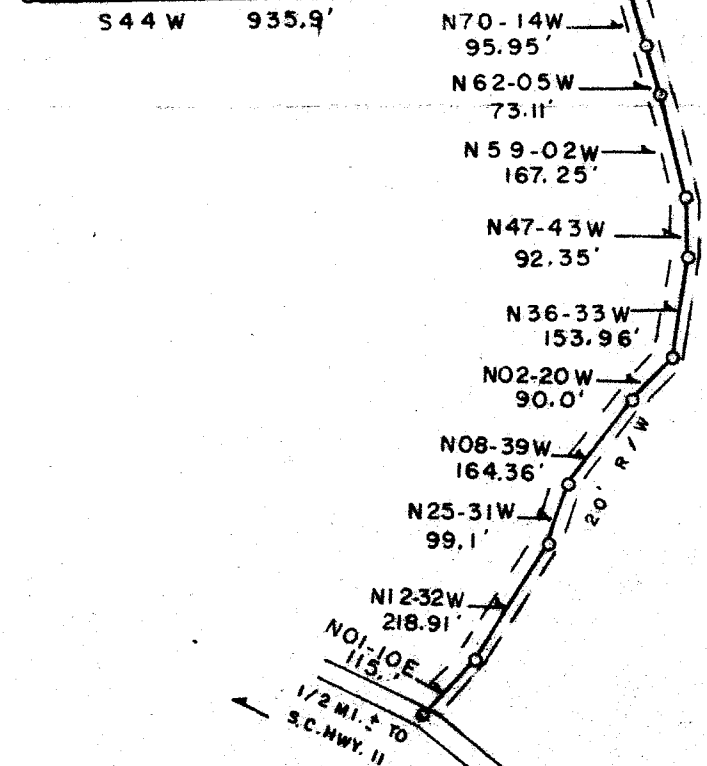 S44W 935.9'
N70-14W
95.95'
N62-05W
73.11'
N59-02W
167.25'
N47-43W
92.35'
N36-33W
153.96'
N02-20W
90.0'
N08-39W
164.36'
20' R/W
N25-31W
99.1'
N12-32W
218.91'
N01-10E
115.'
1/2 MI. ± TO
S.C. HWY. 11